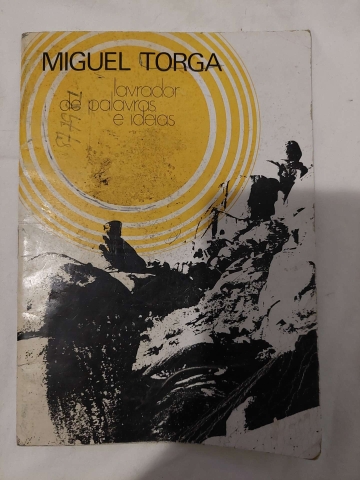 MIGUEL TORGA
lavrador
de palavras
e ideias